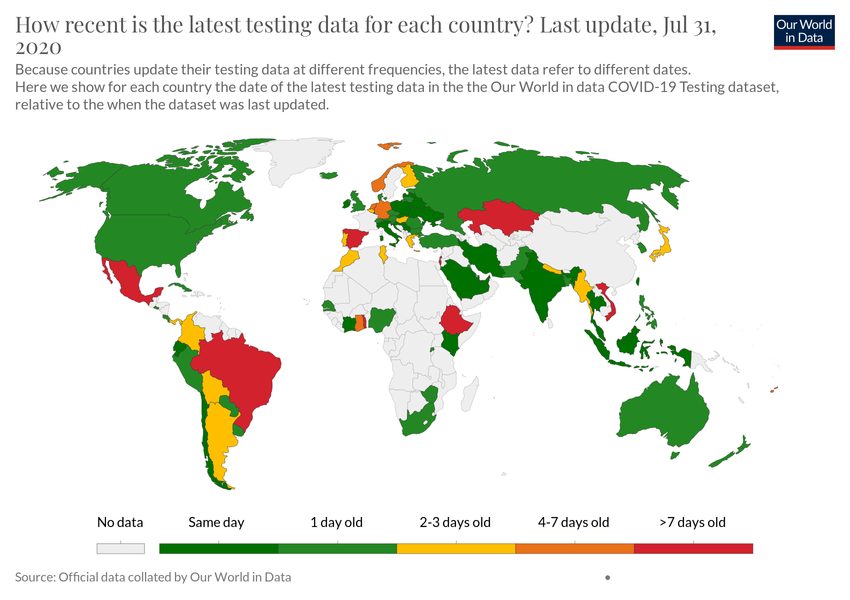 How recent is the latest testing data for each country? Last update, Jul 31,
2020
Our World
in Data
Because countries update their testing data at different frequencies, the latest data refer to different dates.
Here we show for each country the date of the latest testing data in the the Our World in data COVID-19 Testing dataset,
relative to the when the dataset was last updated.
No data
Same day
1 day old
2-3 days old
4-7 days old
>7 days old
Source: Official data collated by Our World in Data